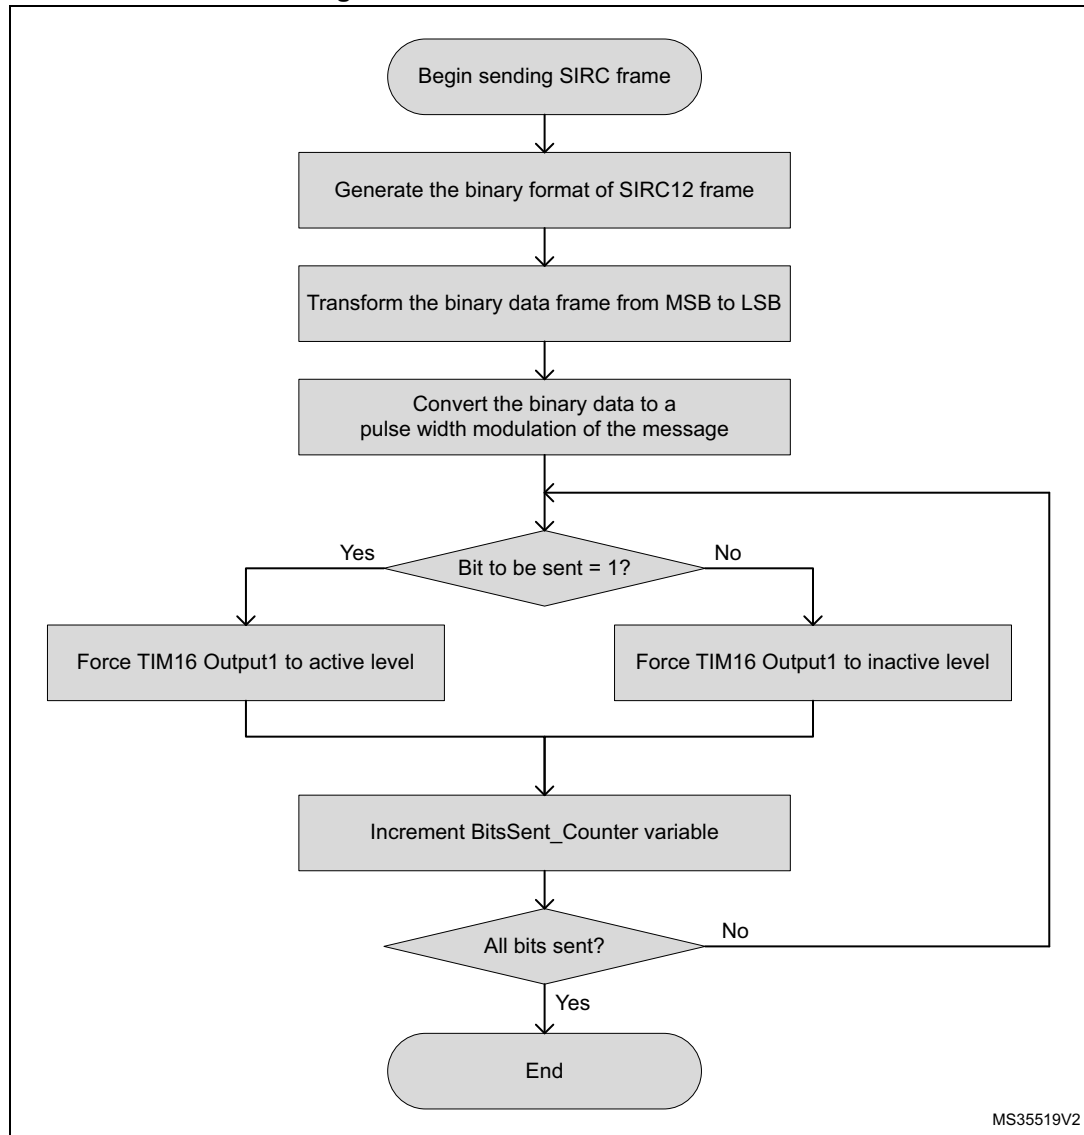 Begin sending SIRC frame
Generate the binary format of SIRC12 frame
Transform the binary data frame from MSB to LSB
Convert the binary data to a
pulse width modulation of the message
Yes
No
Bit to be sent = 1?
Force TIM16 Output1 to active level
Force TIM16 Output1 to inactive level
Increment BitsSent_Counter variable
No
All bits sent?
Yes
End
MS35519V2